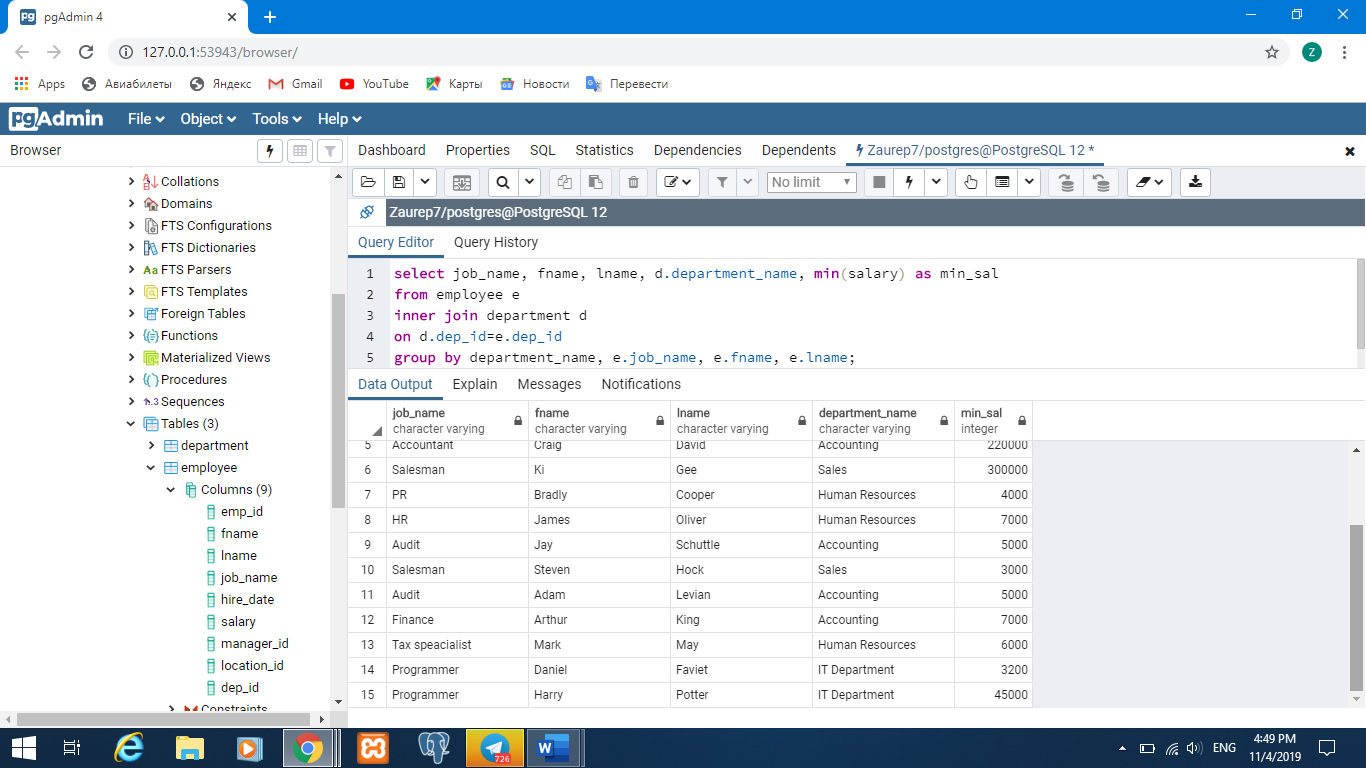 pgAdmin 4
127.0.0.1:53943/browser/
Z
Apps Авиабилеты Яндекс Gmail YouTube Карты Новости Перевести
pgAdmin File Object Tools Help
Browser
Dashboard Properties SQL Statistics Dependencies Dependents Zaurep7/postgres@PostgreSQL 12 *
Collations
Domains
FTS Configurations
FTS Dictionaries
Aa FTS Parsers
FTS Templates
Foreign Tables
Functions
Materialized Views
Procedures
1..3 Sequences
Tables (3)
department
employee
Columns (9)
emp_id
fname
lname
job_name
hire_date
salary
manager_id
location_id
dep_id
Constraints
No limit
Zaurep7/postgres@PostgreSQL 12
Query Editor Query History
1 select job_name, fname, lname, d.department_name, min(salary) as min_sal
2 from employee e
3 inner join department d
4 on d.dep_id=e.dep_id
5 group by department_name, e.job_name, e.fname, e.lname;
Data Output Explain Messages Notifications
job_name fname lname department_name min_sal
character varying character varying character varying character varying integer
5 Accountant Craig David Accounting 220000
6 Salesman Ki Gee Sales 300000
7 PR Bradly Cooper Human Resources 4000
8 HR James Oliver Human Resources 7000
9 Audit Jay Schuttle Accounting 5000
10 Salesman Steven Hock Sales 3000
11 Audit Adam Levian Accounting 5000
12 Finance Arthur King Accounting 7000
13 Tax speacialist Mark May Human Resources 6000
14 Programmer Daniel Faviet IT Department 3200
15 Programmer Harry Potter IT Department 45000
726
W
ENG
4:49 PM
11/4/2019